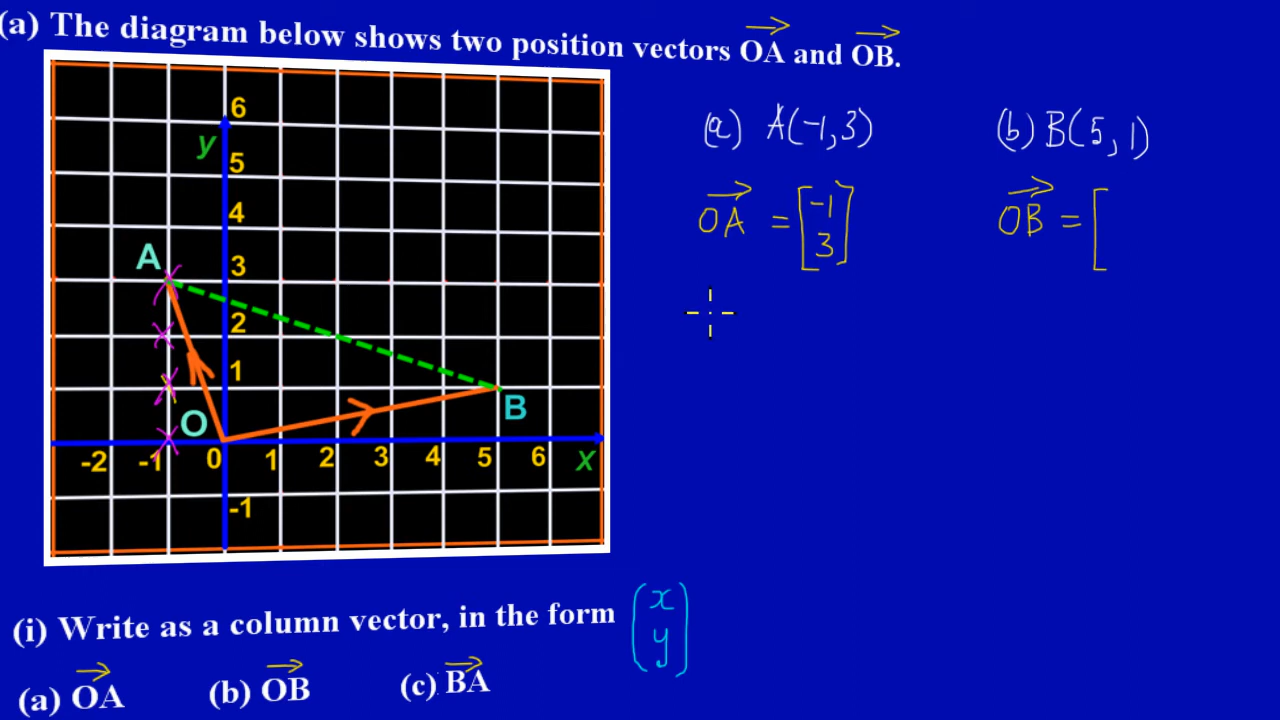 (a) The diagram below shows two position vectors OA and OB.
6
y
5
4
A
3
2
1
O
B
-2 -1 0 1 2 3 4 5 6 x
-1
(a) A(-1,3)
(b) B(5, 1)
OA = [-1
3]
OB = [
(i) Write as a column vector, in the form (x
y)
(a) OA (b) OB (c) BA